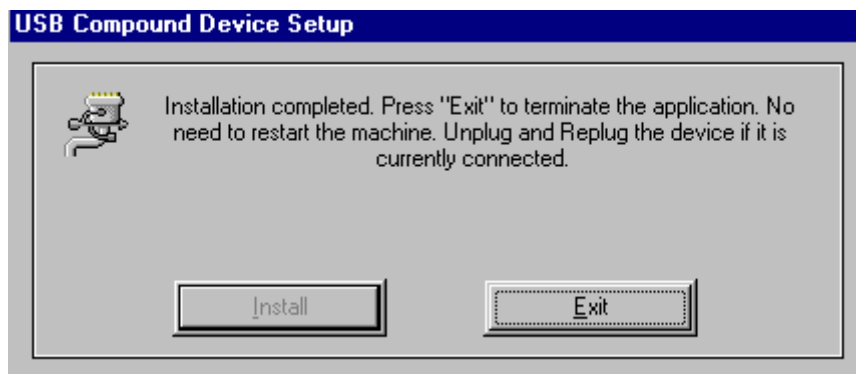 USB Compound Device Setup
Installation completed. Press "Exit" to terminate the application. No
need to restart the machine. Unplug and Replug the device if it is
currently connected.
Install
Exit